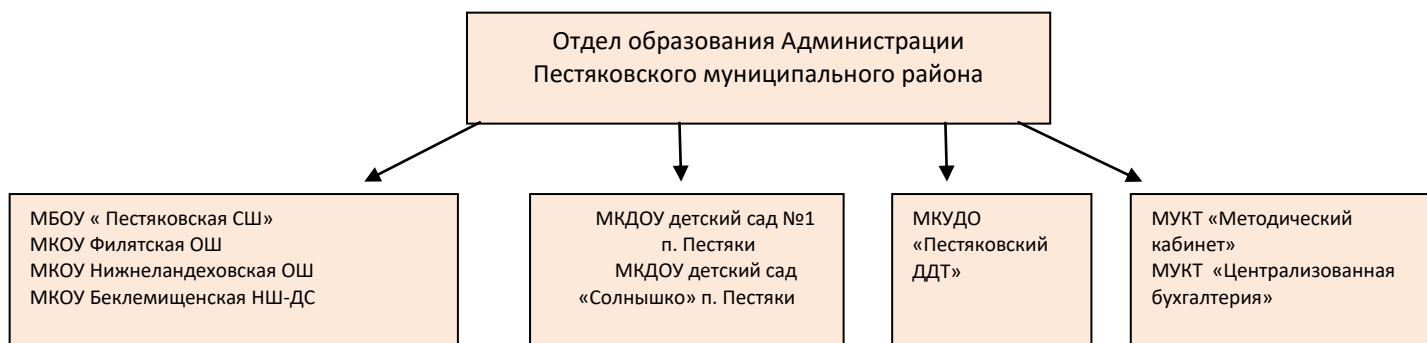 Отдел образования Администрации
Пестяковского муниципального района
МБОУ « Пестяковская СШ»
МКОУ Филятская ОШ
МКОУ Нижнеландеховская ОШ
МКОУ Беклемищенская НШ-ДС
МКДОУ детский сад №1
п. Пестяки
МКДОУ детский сад
«Солнышко» п. Пестяки
МКУДО
«Пестяковский
ДДТ»
МУКТ «Методический
кабинет»
МУКТ «Централизованная
бухгалтерия»